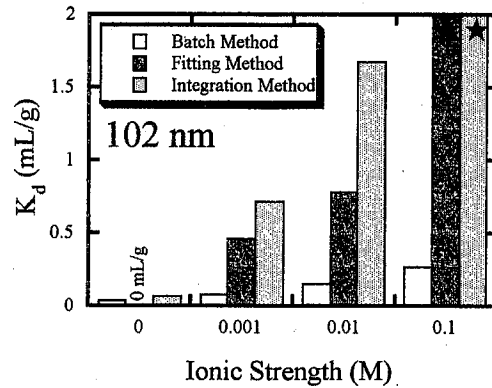 2
1.5
1
0.5
0
K_d (mL/g)
Batch Method
Fitting Method
Integration Method
102 nm
0 mL/g
0 0.001 0.01 0.1
Ionic Strength (M)